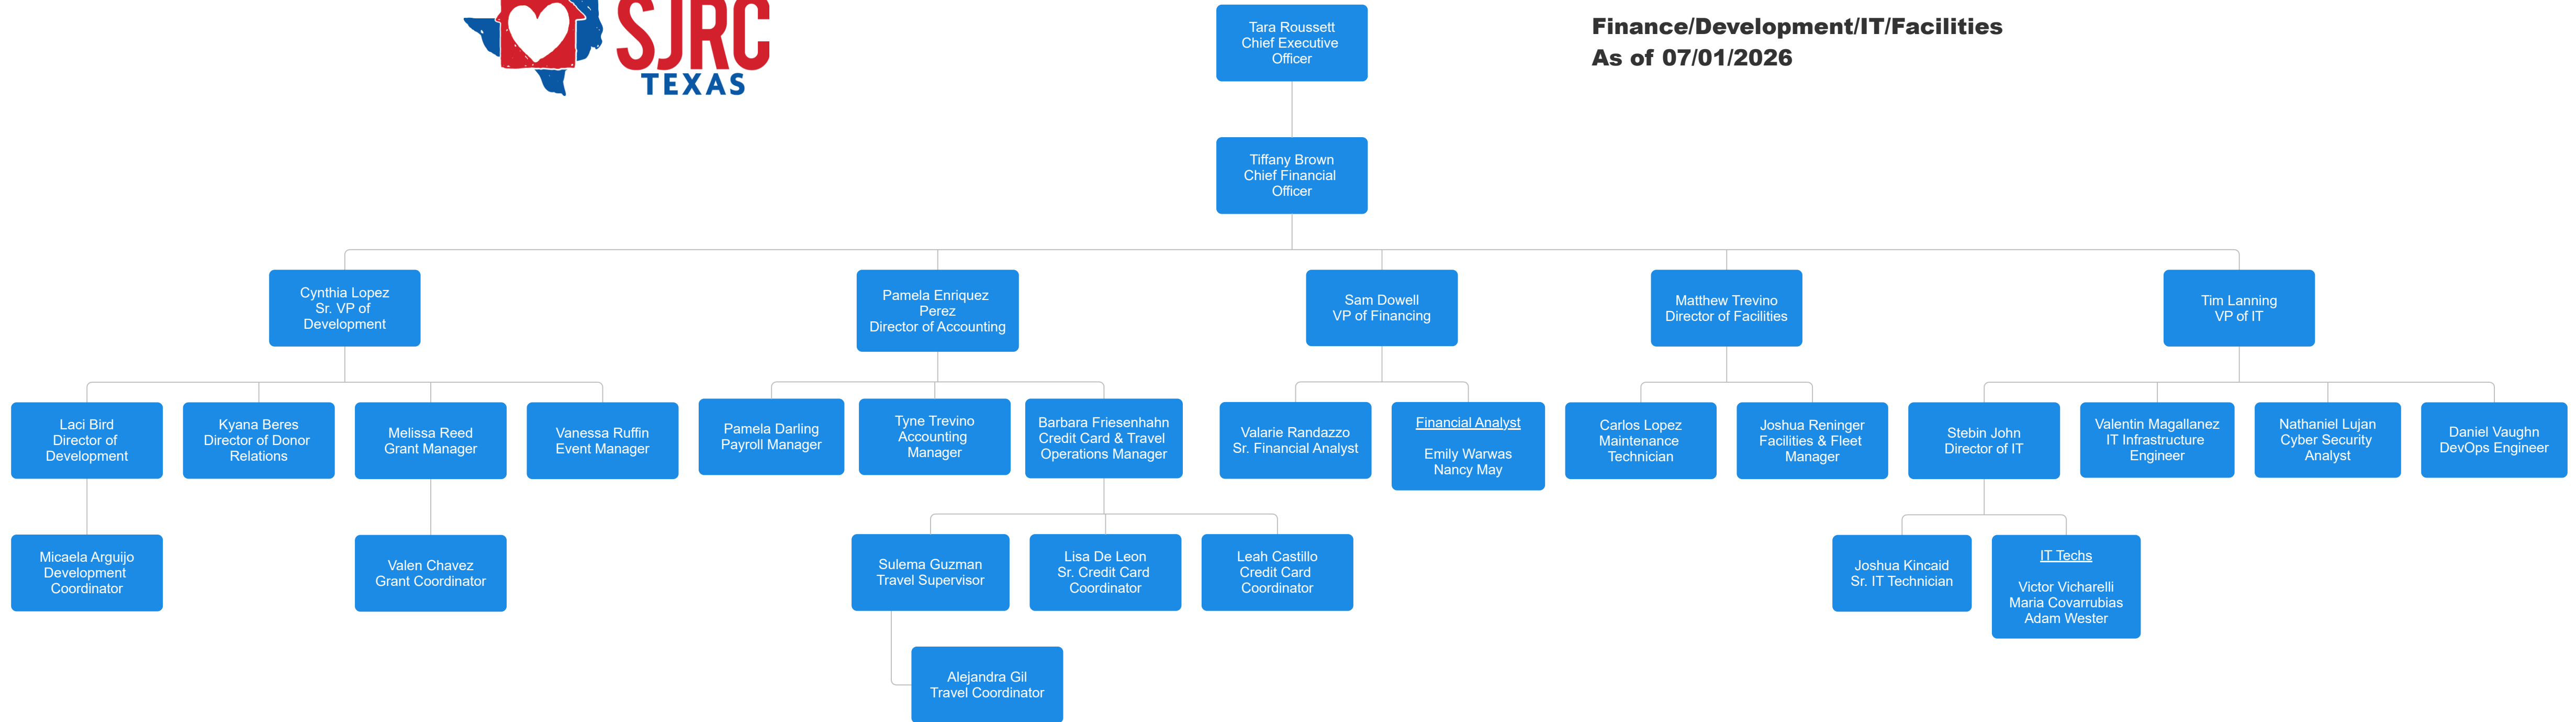 SJRC
TEXAS
Finance/Development/IT/Facilities
As of 07/01/2026
Tara Roussett
Chief Executive
Officer
Tiffany Brown
Chief Financial
Officer
Cynthia Lopez
Sr. VP of
Development
Pamela Enriquez
Perez
Director of Accounting
Sam Dowell
VP of Financing
Matthew Trevino
Director of Facilities
Tim Lanning
VP of IT
Laci Bird
Director of
Development
Kyana Beres
Director of Donor
Relations
Melissa Reed
Grant Manager
Vanessa Ruffin
Event Manager
Pamela Darling
Payroll Manager
Tyne Trevino
Accounting
Manager
Barbara Friesenhahn
Credit Card & Travel
Operations Manager
Valarie Randazzo
Sr. Financial Analyst
Financial Analyst
Emily Warwas
Nancy May
Carlos Lopez
Maintenance
Technician
Joshua Reninger
Facilities & Fleet
Manager
Stebin John
Director of IT
Valentin Magallanez
IT Infrastructure
Engineer
Nathaniel Lujan
Cyber Security
Analyst
Daniel Vaughn
DevOps Engineer
Micaela Arguijo
Development
Coordinator
Valen Chavez
Grant Coordinator
Sulema Guzman
Travel Supervisor
Lisa De Leon
Sr. Credit Card
Coordinator
Leah Castillo
Credit Card
Coordinator
Joshua Kincaid
Sr. IT Technician
IT Techs
Victor Vicharelli
Maria Covarrubias
Adam Wester
Alejandra Gil
Travel Coordinator